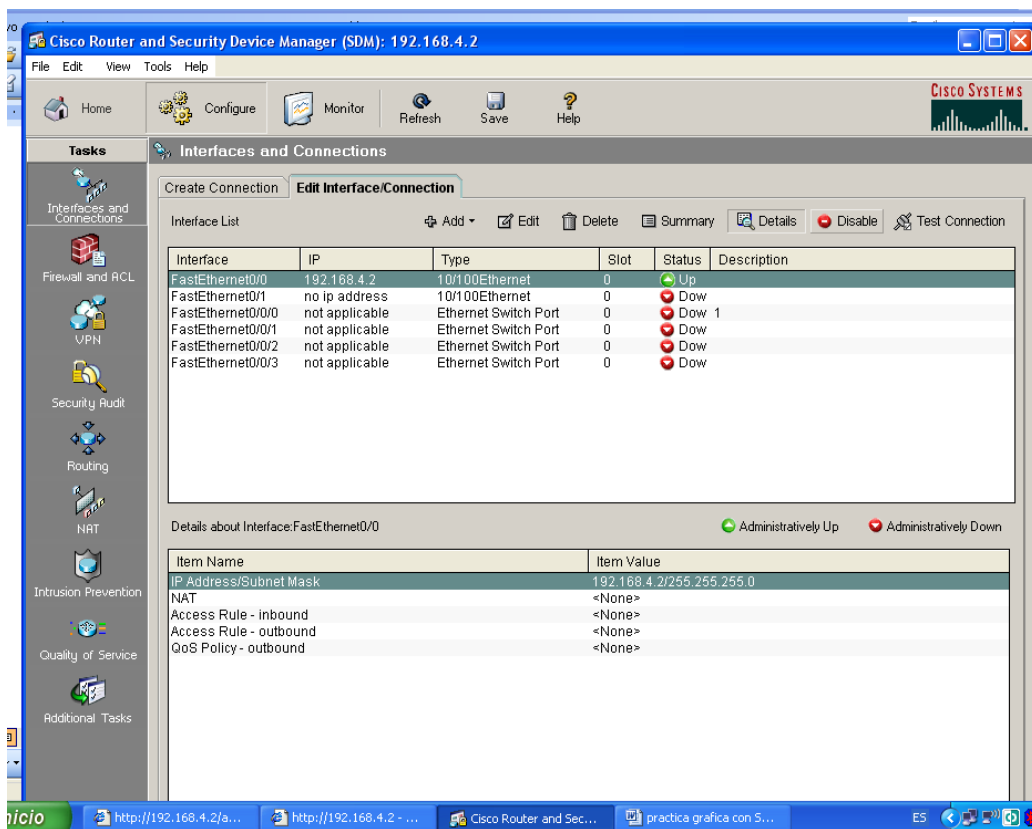 vo
Cisco Router and Security Device Manager (SDM): 192.168.4.2
File Edit View Tools Help
Home Configure Monitor Refresh Save Help
CISCO SYSTEMS
Tasks
Interfaces and Connections
Interfaces and
Connections
Firewall and ACL
VPN
Security Audit
Routing
NAT
Intrusion Prevention
Quality of Service
Additional Tasks
Create Connection Edit Interface/Connection
Interface List Add Edit Delete Summary Details Disable Test Connection
Interface IP Type Slot Status Description
FastEthernet0/0 192.168.4.2 10/100Ethernet 0 Up
FastEthernet0/1 no ip address 10/100Ethernet 0 Dow
FastEthernet0/0/0 not applicable Ethernet Switch Port 0 Dow 1
FastEthernet0/0/1 not applicable Ethernet Switch Port 0 Dow
FastEthernet0/0/2 not applicable Ethernet Switch Port 0 Dow
FastEthernet0/0/3 not applicable Ethernet Switch Port 0 Dow
Details about Interface:FastEthernet0/0 Administratively Up Administratively Down
Item Name Item Value
IP Address/Subnet Mask 192.168.4.2/255.255.255.0
NAT <None>
Access Rule - inbound <None>
Access Rule - outbound <None>
QoS Policy - outbound <None>
nicio http://192.168.4.2/a... http://192.168.4.2 - ... Cisco Router and Sec... practica grafica con S... ES